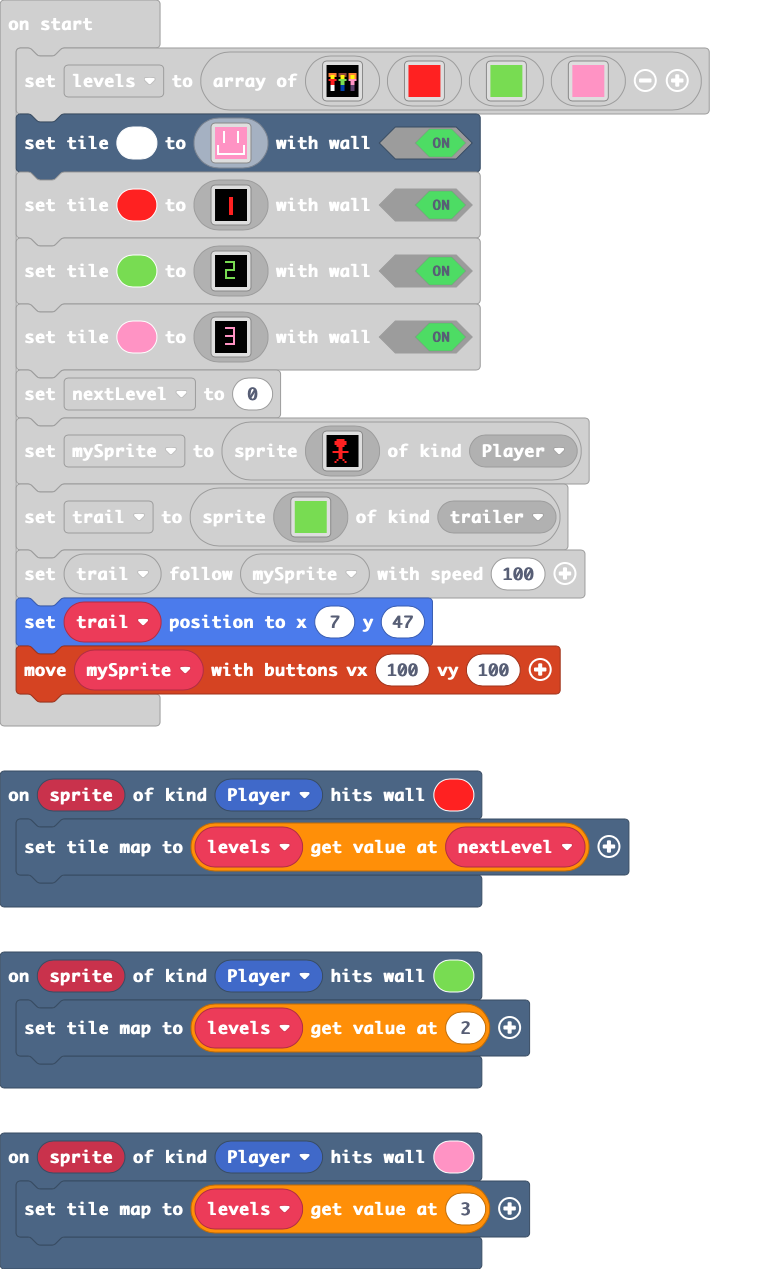 on start
set levels to array of
set tile to with wall ON
set tile to 1 with wall ON
set tile to 2 with wall ON
set tile to 3 with wall ON
set nextLevel to 0
set mySprite to sprite of kind Player
set trail to sprite of kind trailer
set trail follow mySprite with speed 100
set trail position to x 7 y 47
move mySprite with buttons vx 100 vy 100
on sprite of kind Player hits wall
set tile map to levels get value at nextLevel
on sprite of kind Player hits wall
set tile map to levels get value at 2
on sprite of kind Player hits wall
set tile map to levels get value at 3